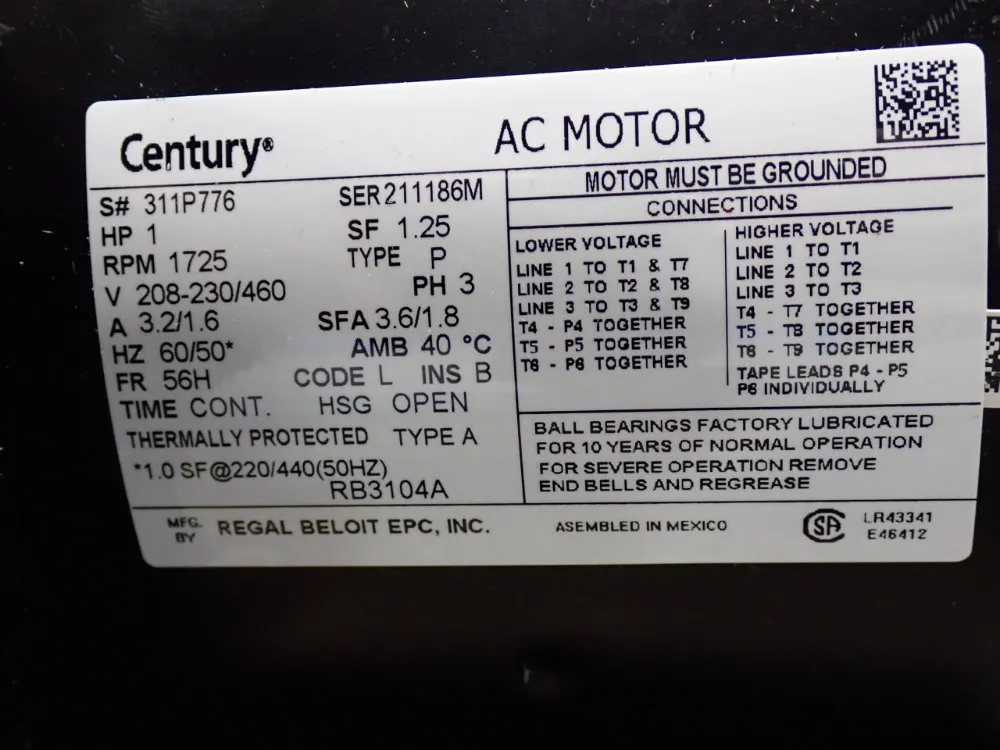 Century®
AC MOTOR
S# 311P776 SER 211186M
HP 1 SF 1.25
RPM 1725 TYPE P
V 208-230/460 PH 3
A 3.2/1.6 SFA 3.6/1.8
HZ 60/50* AMB 40 °C
FR 56H CODE L INS B
TIME CONT. HSG OPEN
THERMALLY PROTECTED TYPE A
*1.0 SF@220/440(50HZ)
RB3104A
MOTOR MUST BE GROUNDED
CONNECTIONS
LOWER VOLTAGE
LINE 1 TO T1 & T7
LINE 2 TO T2 & T8
LINE 3 TO T3 & T9
T4 - P4 TOGETHER
T5 - P5 TOGETHER
T6 - P6 TOGETHER
HIGHER VOLTAGE
LINE 1 TO T1
LINE 2 TO T2
LINE 3 TO T3
T4 - T7 TOGETHER
T5 - T8 TOGETHER
T6 - T9 TOGETHER
TAPE LEADS P4 - P5
P6 INDIVIDUALLY
BALL BEARINGS FACTORY LUBRICATED
FOR 10 YEARS OF NORMAL OPERATION
FOR SEVERE OPERATION REMOVE
END BELLS AND REGREASE
MFG. BY REGAL BELOIT EPC, INC.
ASEMBLED IN MEXICO
SA
LR43341
E46412